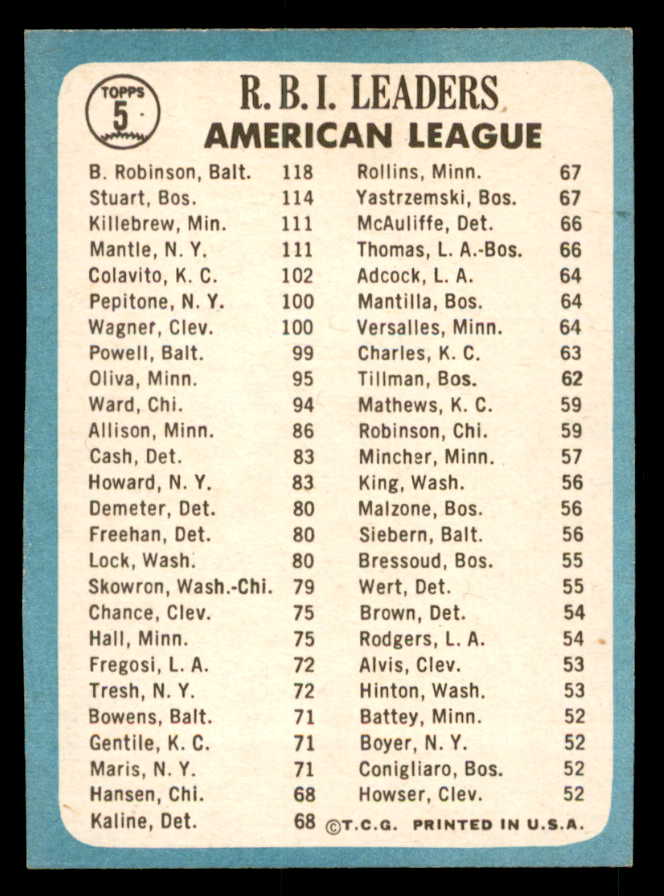 TOPPS
5
R. B. I. LEADERS
AMERICAN LEAGUE
B. Robinson, Balt. 118
Stuart, Bos. 114
Killebrew, Min. 111
Mantle, N. Y. 111
Colavito, K. C. 102
Pepitone, N. Y. 100
Wagner, Clev. 100
Powell, Balt. 99
Oliva, Minn. 95
Ward, Chi. 94
Allison, Minn. 86
Cash, Det. 83
Howard, N. Y. 83
Demeter, Det. 80
Freehan, Det. 80
Lock, Wash. 80
Skowron, Wash.-Chi. 79
Chance, Clev. 75
Hall, Minn. 75
Fregosi, L. A. 72
Tresh, N. Y. 72
Bowens, Balt. 71
Gentile, K. C. 71
Maris, N. Y. 71
Hansen, Chi. 68
Kaline, Det. 68
Rollins, Minn. 67
Yastrzemski, Bos. 67
McAuliffe, Det. 66
Thomas, L. A.-Bos. 66
Adcock, L. A. 64
Mantilla, Bos. 64
Versalles, Minn. 64
Charles, K. C. 63
Tillman, Bos. 62
Mathews, K. C. 59
Robinson, Chi. 59
Mincher, Minn. 57
King, Wash. 56
Malzone, Bos. 56
Siebern, Balt. 56
Bressoud, Bos. 55
Wert, Det. 55
Brown, Det. 54
Rodgers, L. A. 54
Alvis, Clev. 53
Hinton, Wash. 53
Battey, Minn. 52
Boyer, N. Y. 52
Conigliaro, Bos. 52
Howser, Clev. 52
©T.C.G. PRINTED IN U.S.A.